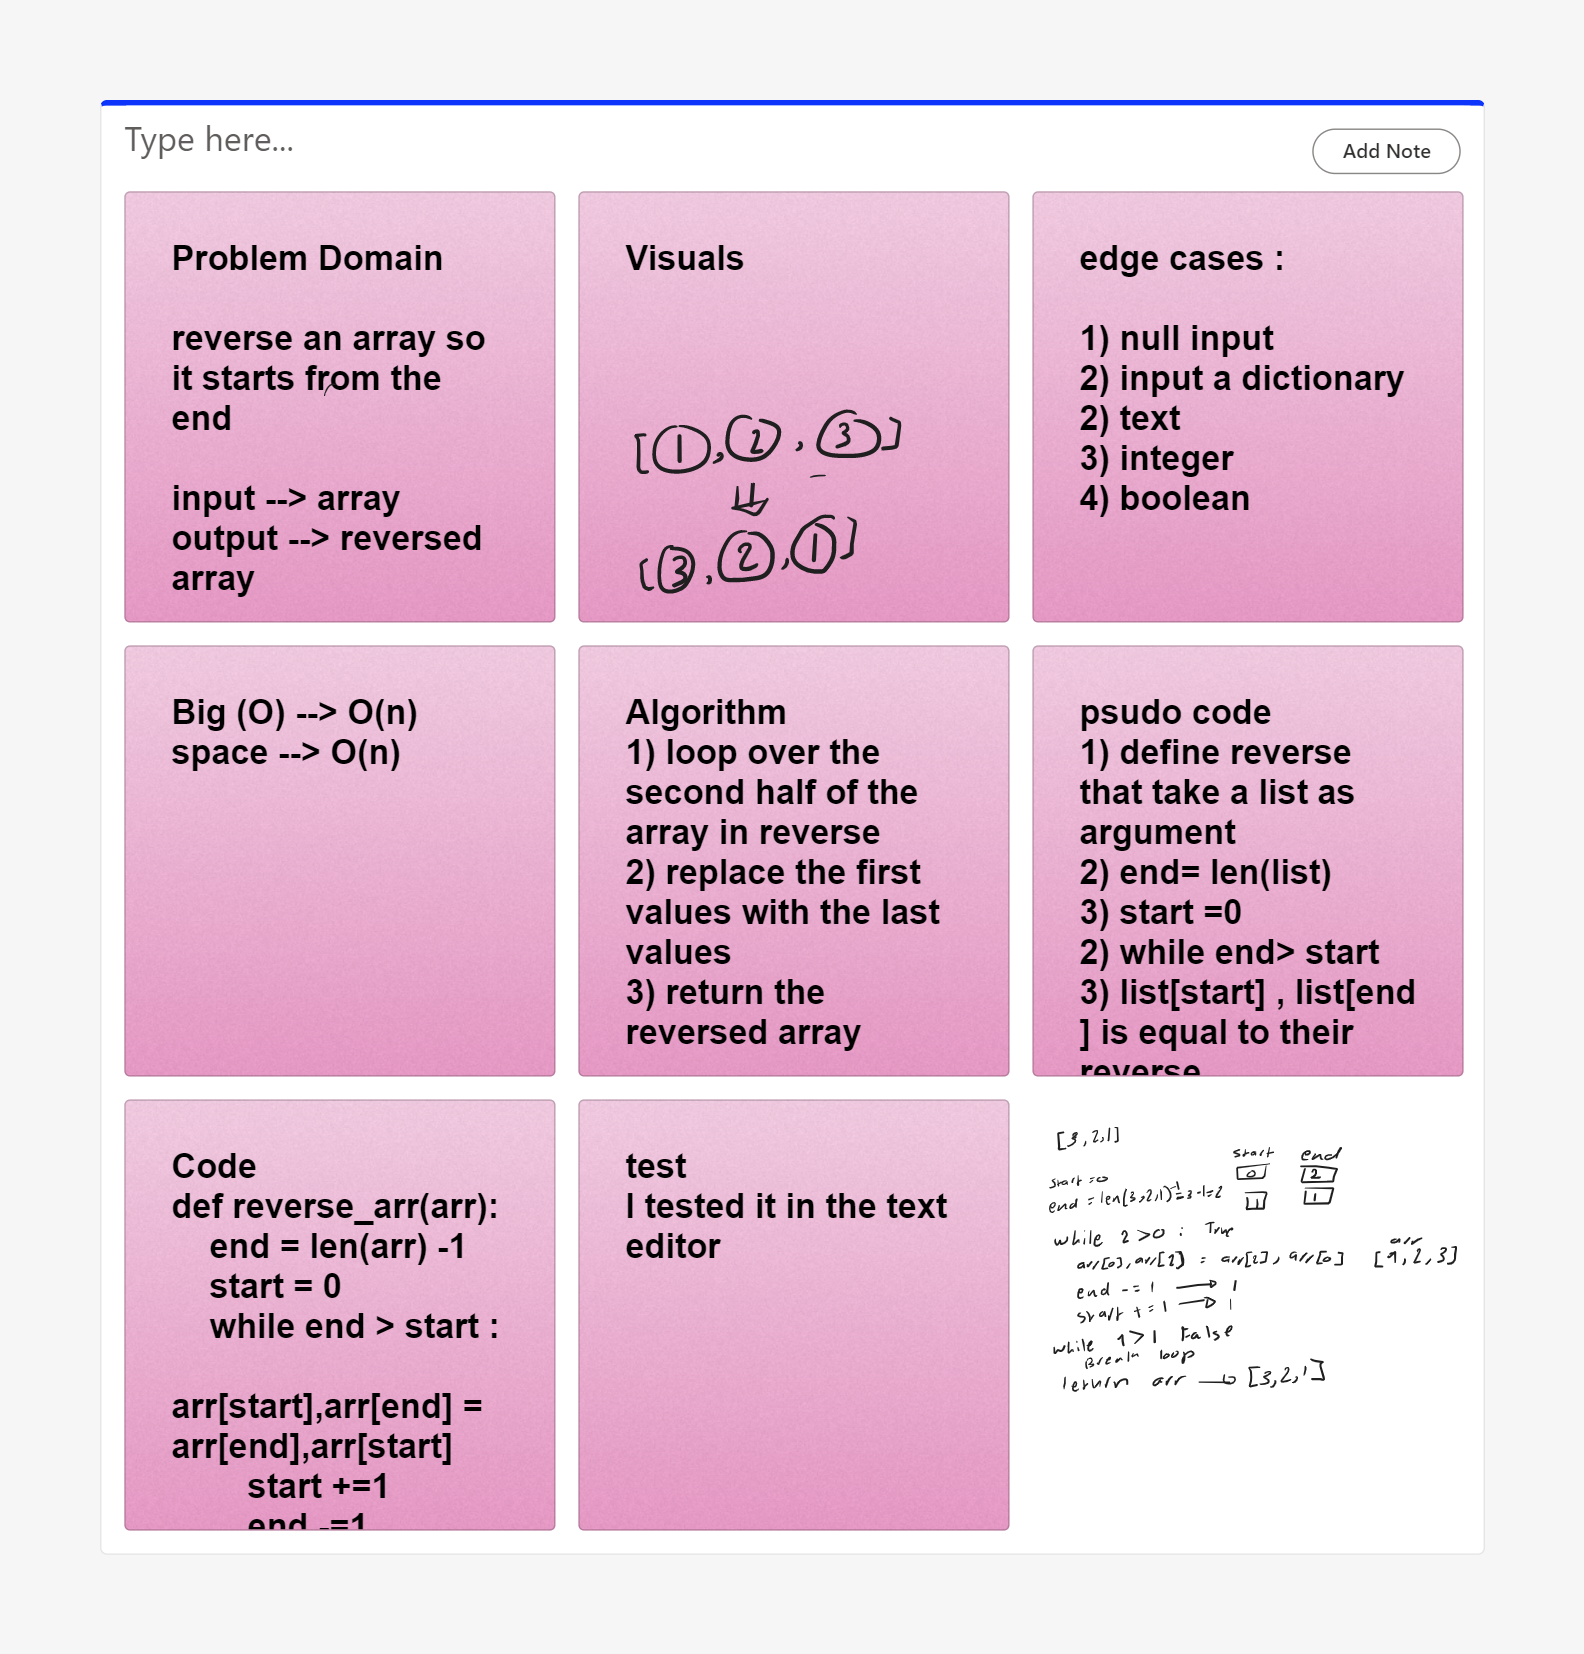 Type here...
Add Note
Problem Domain
reverse an array so
it starts from the
end
input --> array
output --> reversed
array
Visuals
[1,2,3]
[3,2,1]
edge cases :
1) null input
2) input a dictionary
2) text
3) integer
4) boolean
Big (O) --> O(n)
space --> O(n)
Algorithm
1) loop over the
second half of the
array in reverse
2) replace the first
values with the last
values
3) return the
reversed array
psudo code
1) define reverse
that take a list as
argument
2) end= len(list)
3) start =0
2) while end> start
3) list[start] , list[end
] is equal to their
reverse
Code
def reverse_arr(arr):
end = len(arr) -1
start = 0
while end > start :
arr[start],arr[end] =
arr[end],arr[start]
start +=1
end -=1
test
I tested it in the text
editor
[3,2,1]
start end
0 2
1 1
start =0
end = len(3,2,1)-1=3-1=2
while 2>0 : True
arr[0],arr[2] = arr[2],arr[0]
arr
[1,2,3]
end -= 1 → 1
start += 1 → 1
while 1>1 False
Break loop
return arr → [3,2,1]